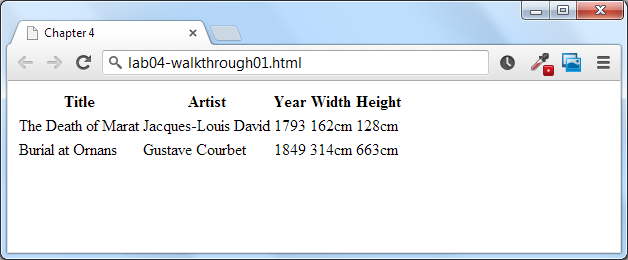 Chapter 4
lab04-walkthrough01.html
Title Artist Year Width Height
The Death of Marat Jacques-Louis David 1793 162cm 128cm
Burial at Ornans Gustave Courbet 1849 314cm 663cm